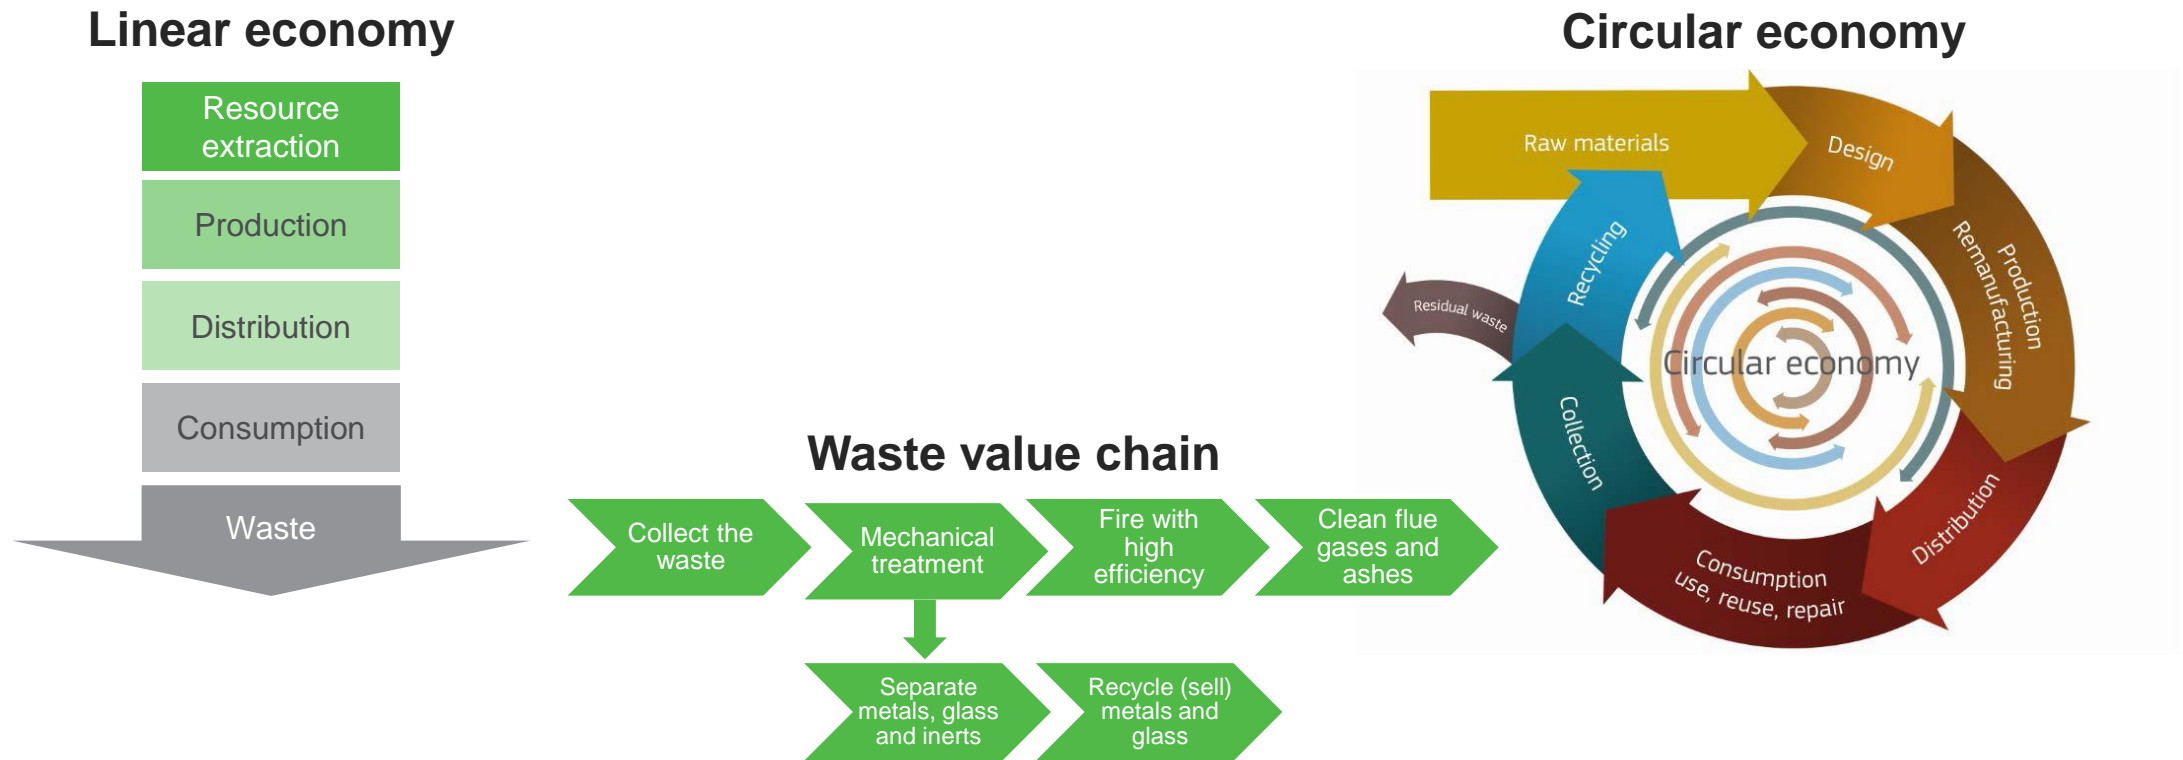 Linear economy
Resource
extraction
Production
Distribution
Consumption
Waste
Waste value chain
Collect the
waste
Mechanical
treatment
Fire with
high
efficiency
Clean flue
gases and
ashes
Separate
metals, glass
and inerts
Recycle (sell)
metals and
glass
Circular economy
Raw materials
Design
Production
Remanufacturing
Distribution
Consumption
use, reuse, repair
Collection
Recycling
Residual waste
Circular economy